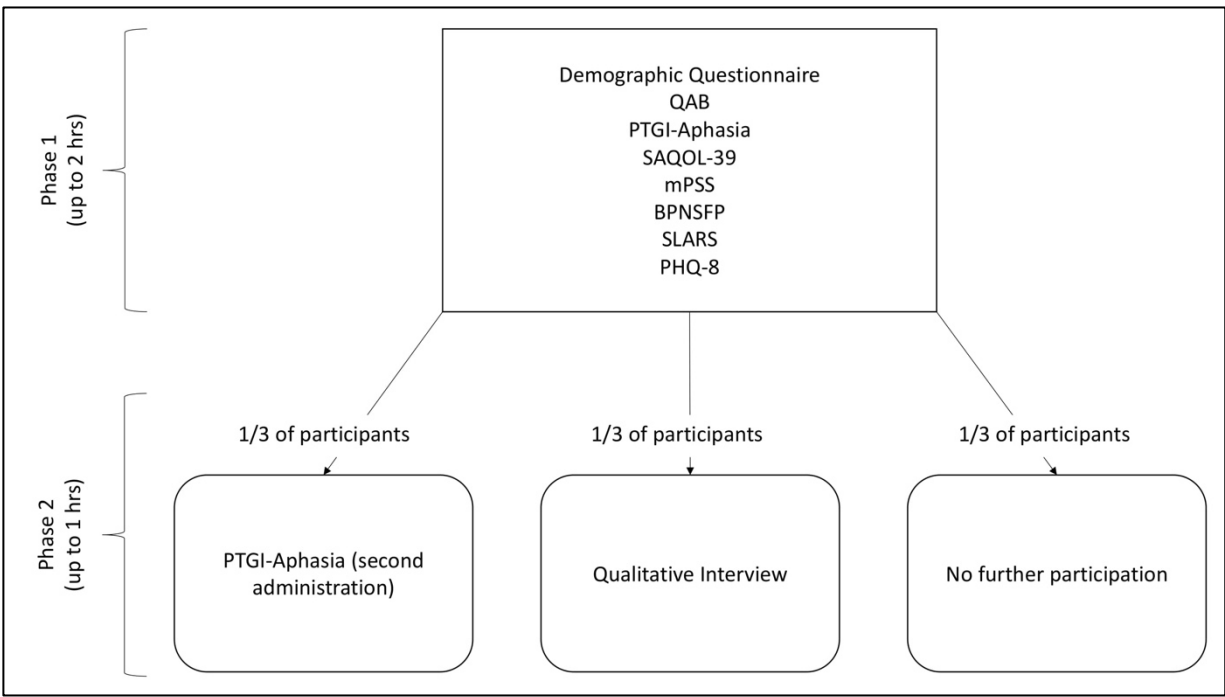 Phase 1
(up to 2 hrs)
Demographic Questionnaire
QAB
PTGI-Aphasia
SAQOL-39
mPSS
BPNSFP
SLARS
PHQ-8
Phase 2
(up to 1 hrs)
1/3 of participants
1/3 of participants
1/3 of participants
PTGI-Aphasia (second
administration)
Qualitative Interview
No further participation